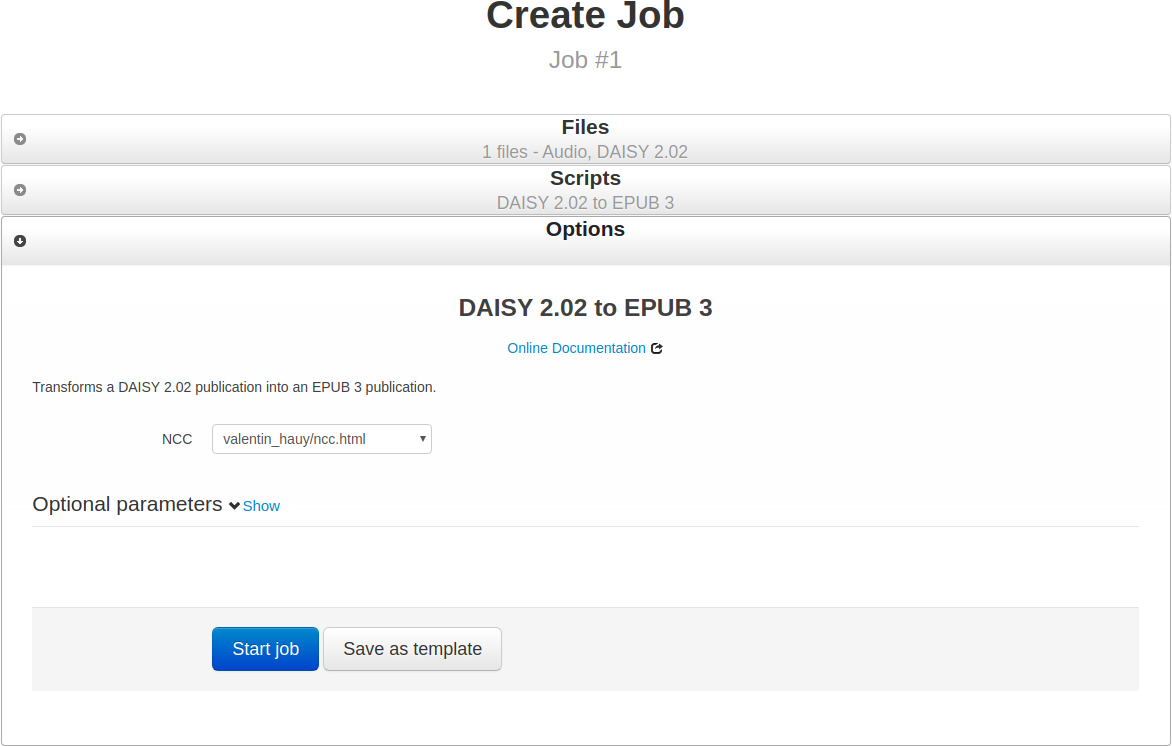 Create Job
Job #1
Files
1 files - Audio, DAISY 2.02
Scripts
DAISY 2.02 to EPUB 3
Options
DAISY 2.02 to EPUB 3
Online Documentation
Transforms a DAISY 2.02 publication into an EPUB 3 publication.
NCC valentin_hauy/ncc.html
Optional parameters Show
Start job Save as template